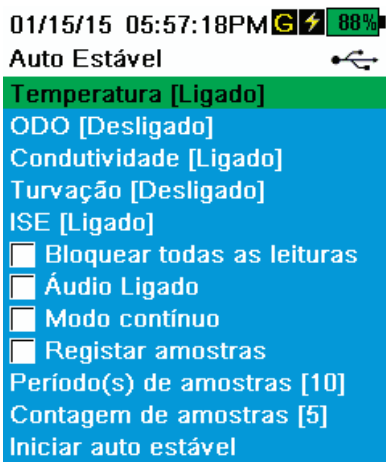 01/15/15 05:57:18PM G 88%
Auto Estável
Temperatura [Ligado]
ODO [Desligado]
Condutividade [Ligado]
Turvação [Desligado]
ISE [Ligado]
Bloquear todas as leituras
Áudio Ligado
Modo contínuo
Registar amostras
Período(s) de amostras [10]
Contagem de amostras [5]
Iniciar auto estável